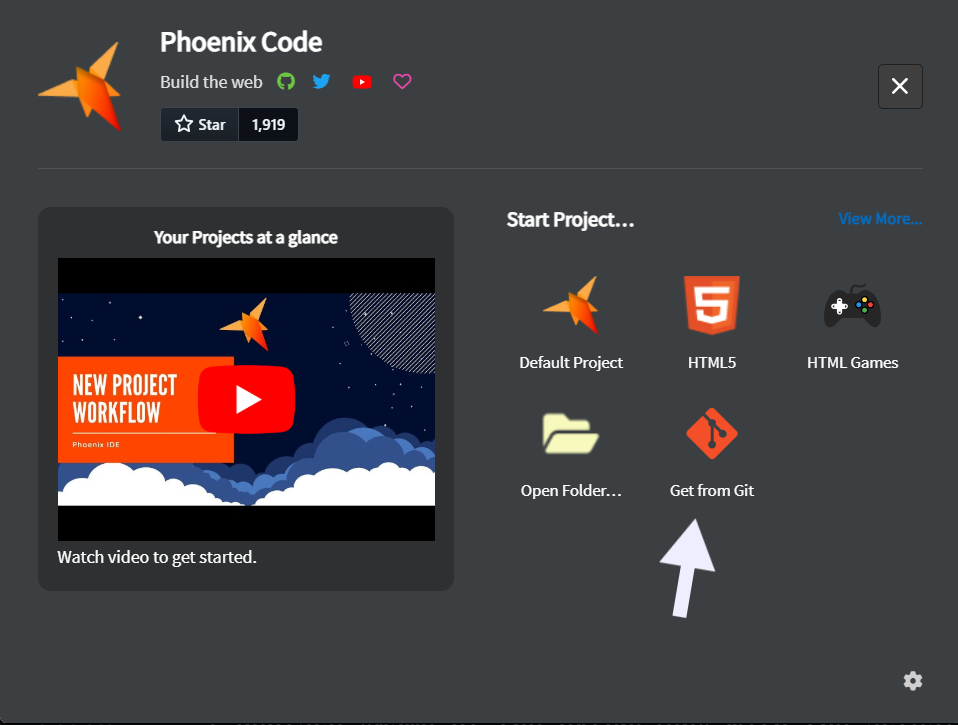 Phoenix Code
Build the web
Star 1,919
Your Projects at a glance
NEW PROJECT
WORKFLOW
Phoenix IDE
Watch video to get started.
Start Project...
View More...
Default Project
HTML5
HTML Games
Open Folder...
Get from Git